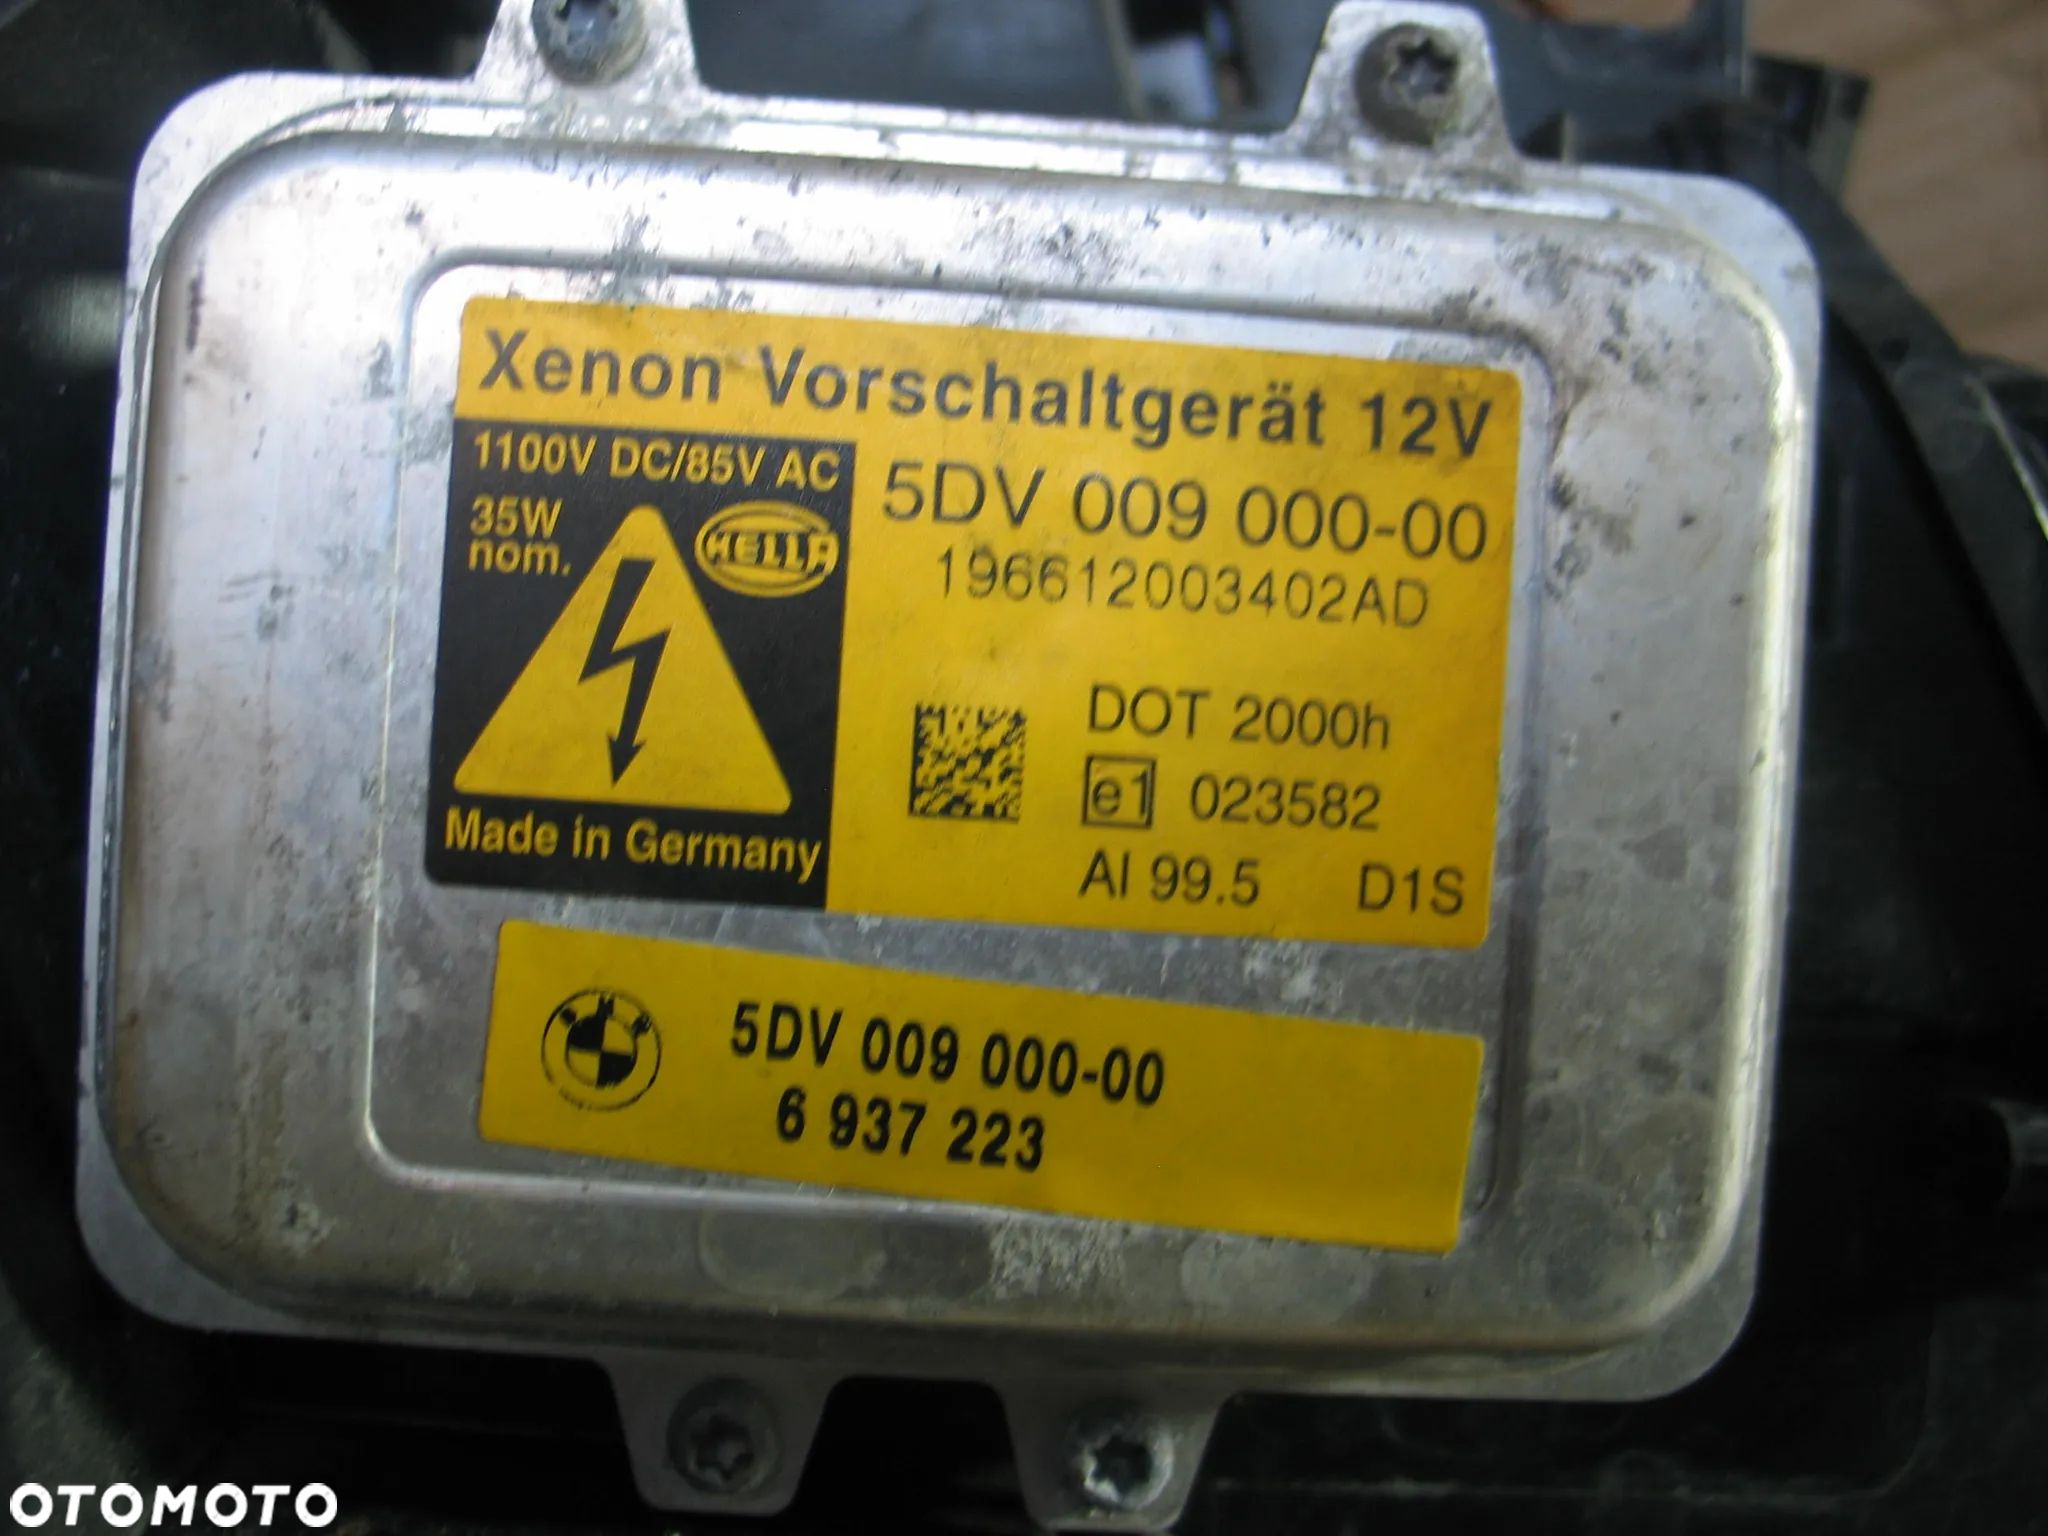 Xenon Vorschaltgerät 12V
1100V DC/85V AC
35W
nom.
HELLA
Made in Germany
5DV 009 000-00
196612003402AD
DOT 2000h
e1 023582
Al 99.5 D1S
BMW
5DV 009 000-00
6 937 223
OTOMOTO